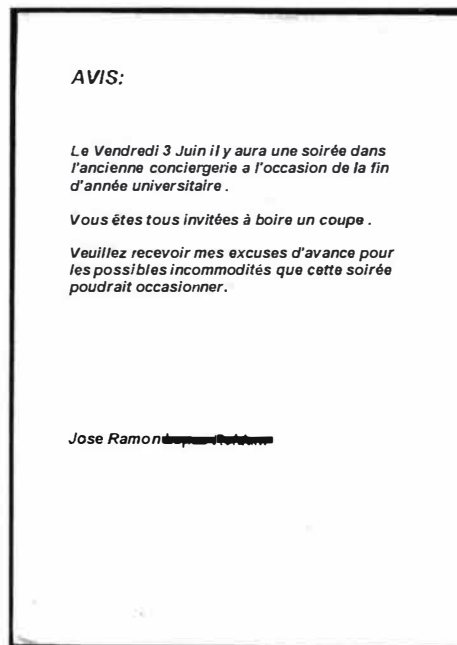 AVIS:
Le Vendredi 3 Juin il y aura une soirée dans
l'ancienne conciergerie a l'occasion de la fin
d'année universitaire .
Vous êtes tous invitées à boire un coupe .
Veuillez recevoir mes excuses d'avance pour
les possibles incommodités que cette soirée
poudrait occasionner.
Jose Ramon